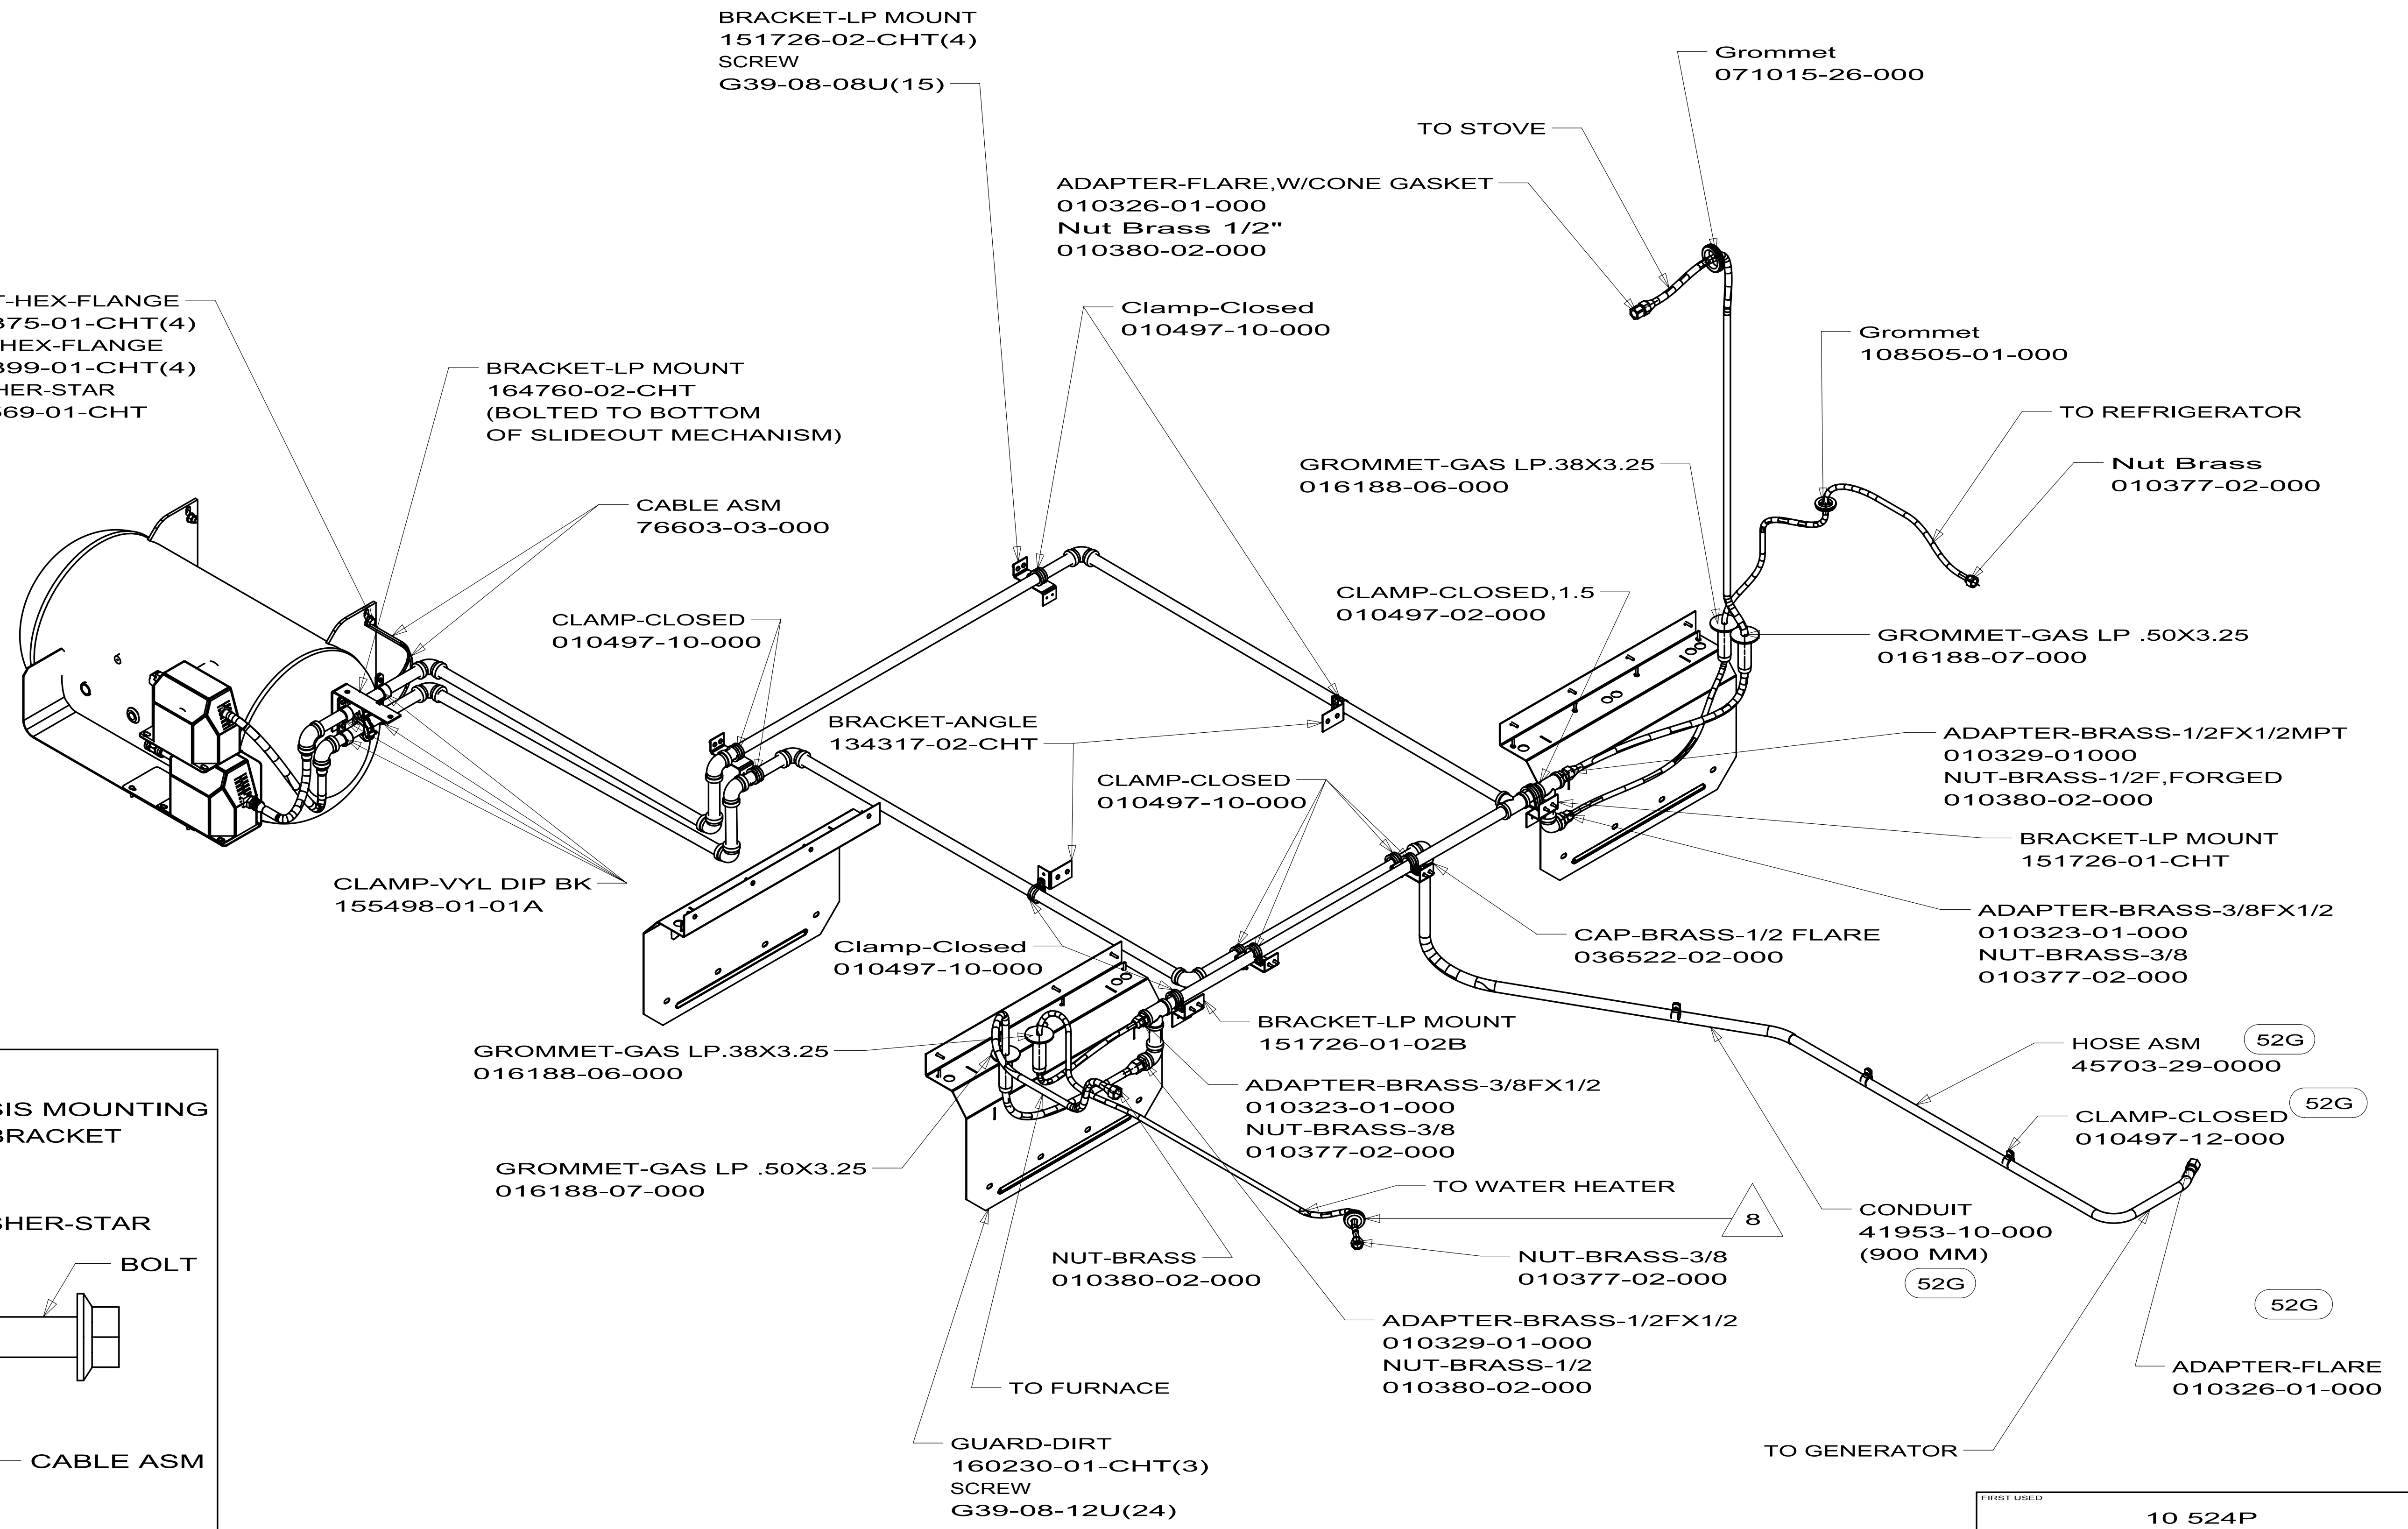 BRACKET-LP MOUNT
151726-02-CHT(4)
SCREW
G39-08-08U(15)
Grommet
071015-26-000
TO STOVE
ADAPTER-FLARE,W/CONE GASKET
010326-01-000
Nut Brass 1/2"
010380-02-000
Clamp-Closed
010497-10-000
T-HEX-FLANGE
375-01-CHT(4)
HEX-FLANGE
399-01-CHT(4)
HER-STAR
569-01-CHT
BRACKET-LP MOUNT
164760-02-CHT
(BOLTED TO BOTTOM
OF SLIDEOUT MECHANISM)
Grommet
108505-01-000
TO REFRIGERATOR
Nut Brass
010377-02-000
GROMMET-GAS LP.38X3.25
016188-06-000
CABLE ASM
76603-03-000
CLAMP-CLOSED
010497-10-000
CLAMP-CLOSED,1.5
010497-02-000
GROMMET-GAS LP .50X3.25
016188-07-000
BRACKET-ANGLE
134317-02-CHT
CLAMP-CLOSED
010497-10-000
ADAPTER-BRASS-1/2FX1/2MPT
010329-01000
NUT-BRASS-1/2F,FORGED
010380-02-000
BRACKET-LP MOUNT
151726-01-CHT
CLAMP-VYL DIP BK
155498-01-01A
ADAPTER-BRASS-3/8FX1/2
010323-01-000
NUT-BRASS-3/8
010377-02-000
CAP-BRASS-1/2 FLARE
036522-02-000
Clamp-Closed
010497-10-000
BRACKET-LP MOUNT
151726-01-02B
GROMMET-GAS LP.38X3.25
016188-06-000
HOSE ASM
45703-29-0000
52G
ADAPTER-BRASS-3/8FX1/2
010323-01-000
NUT-BRASS-3/8
010377-02-000
CLAMP-CLOSED
010497-12-000
52G
SIS MOUNTING
BRACKET
GROMMET-GAS LP .50X3.25
016188-07-000
TO WATER HEATER
8
CONDUIT
41953-10-000
(900 MM)
52G
SHER-STAR
BOLT
NUT-BRASS
010380-02-000
NUT-BRASS-3/8
010377-02-000
52G
ADAPTER-BRASS-1/2FX1/2
010329-01-000
NUT-BRASS-1/2
010380-02-000
ADAPTER-FLARE
010326-01-000
TO FURNACE
GUARD-DIRT
160230-01-CHT(3)
SCREW
G39-08-12U(24)
TO GENERATOR
CABLE ASM
FIRST USED
10 524P